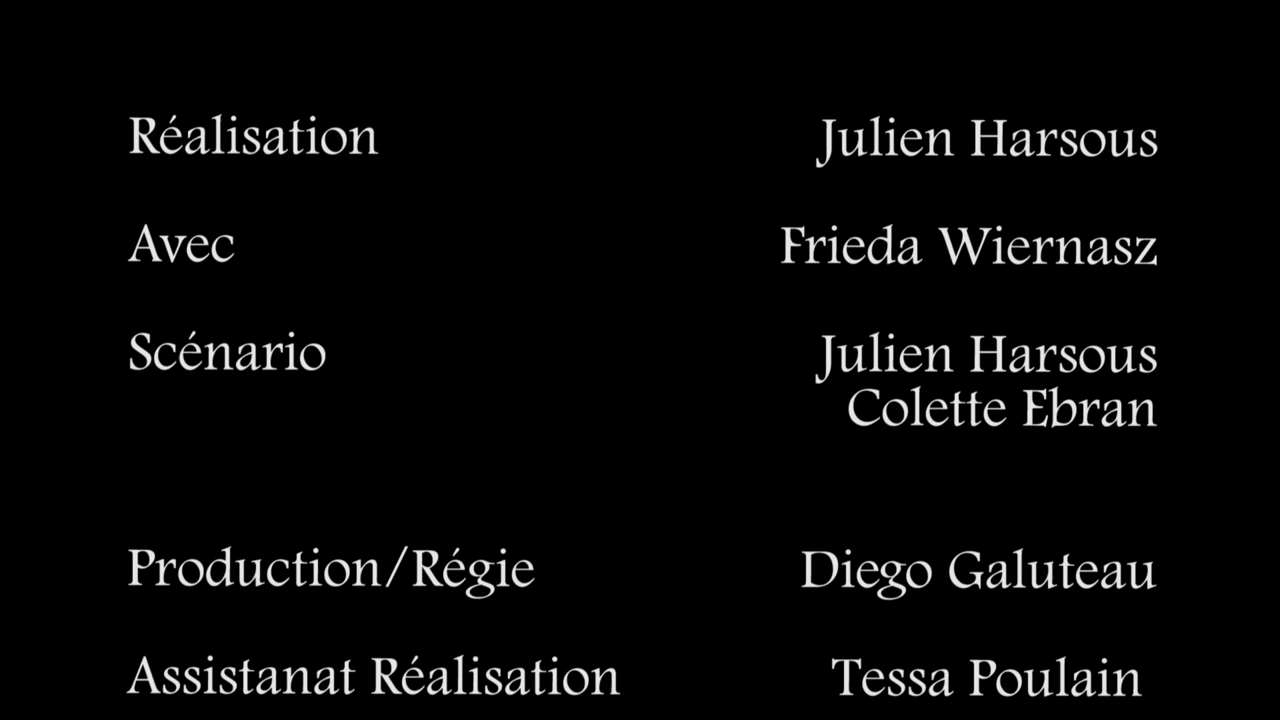 Réalisation Julien Harsous
Avec Frieda Wiernasz
Scénario Julien Harsous
Colette Ebran
Production/Régie Diego Galuteau
Assistanat Réalisation Tessa Poulain